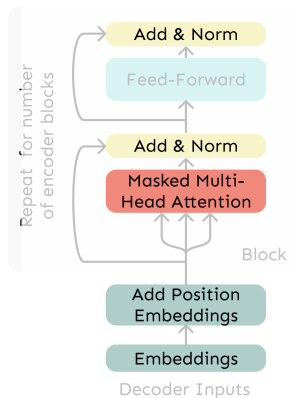 Add & Norm
Feed-Forward
Repeat for number
of encoder blocks
Add & Norm
Masked Multi-
Head Attention
Block
Add Position
Embeddings
Embeddings
Decoder Inputs